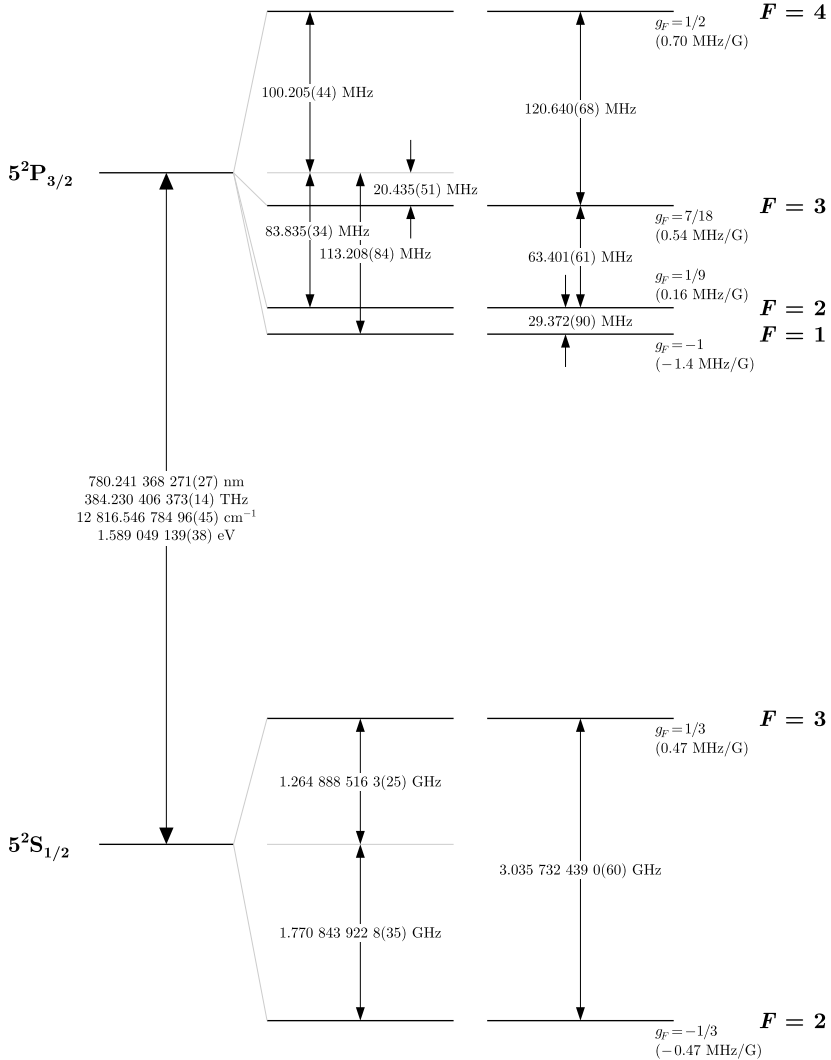 F = 4
g_F = 1/2
(0.70 MHz/G)
100.205(44) MHz
120.640(68) MHz
5²P₃/₂
20.435(51) MHz
F = 3
g_F = 7/18
(0.54 MHz/G)
83.835(34) MHz
113.208(84) MHz
63.401(61) MHz
g_F = 1/9
(0.16 MHz/G)
F = 2
29.372(90) MHz
F = 1
g_F = −1
(−1.4 MHz/G)
780.241 368 271(27) nm
384.230 406 373(14) THz
12 816.546 784 96(45) cm⁻¹
1.589 049 139(38) eV
F = 3
g_F = 1/3
(0.47 MHz/G)
1.264 888 516 3(25) GHz
5²S₁/₂
3.035 732 439 0(60) GHz
1.770 843 922 8(35) GHz
F = 2
g_F = −1/3
(−0.47 MHz/G)